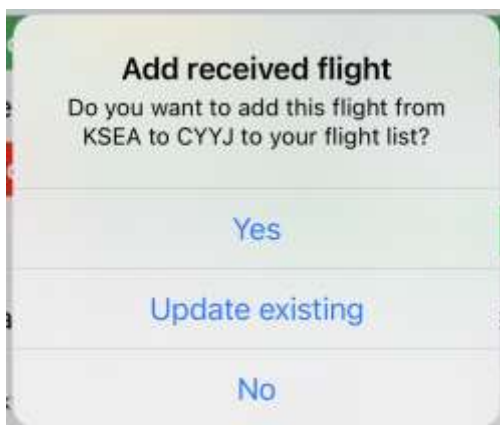 Add received flight
Do you want to add this flight from
KSEA to CYYJ to your flight list?
Yes
Update existing
No